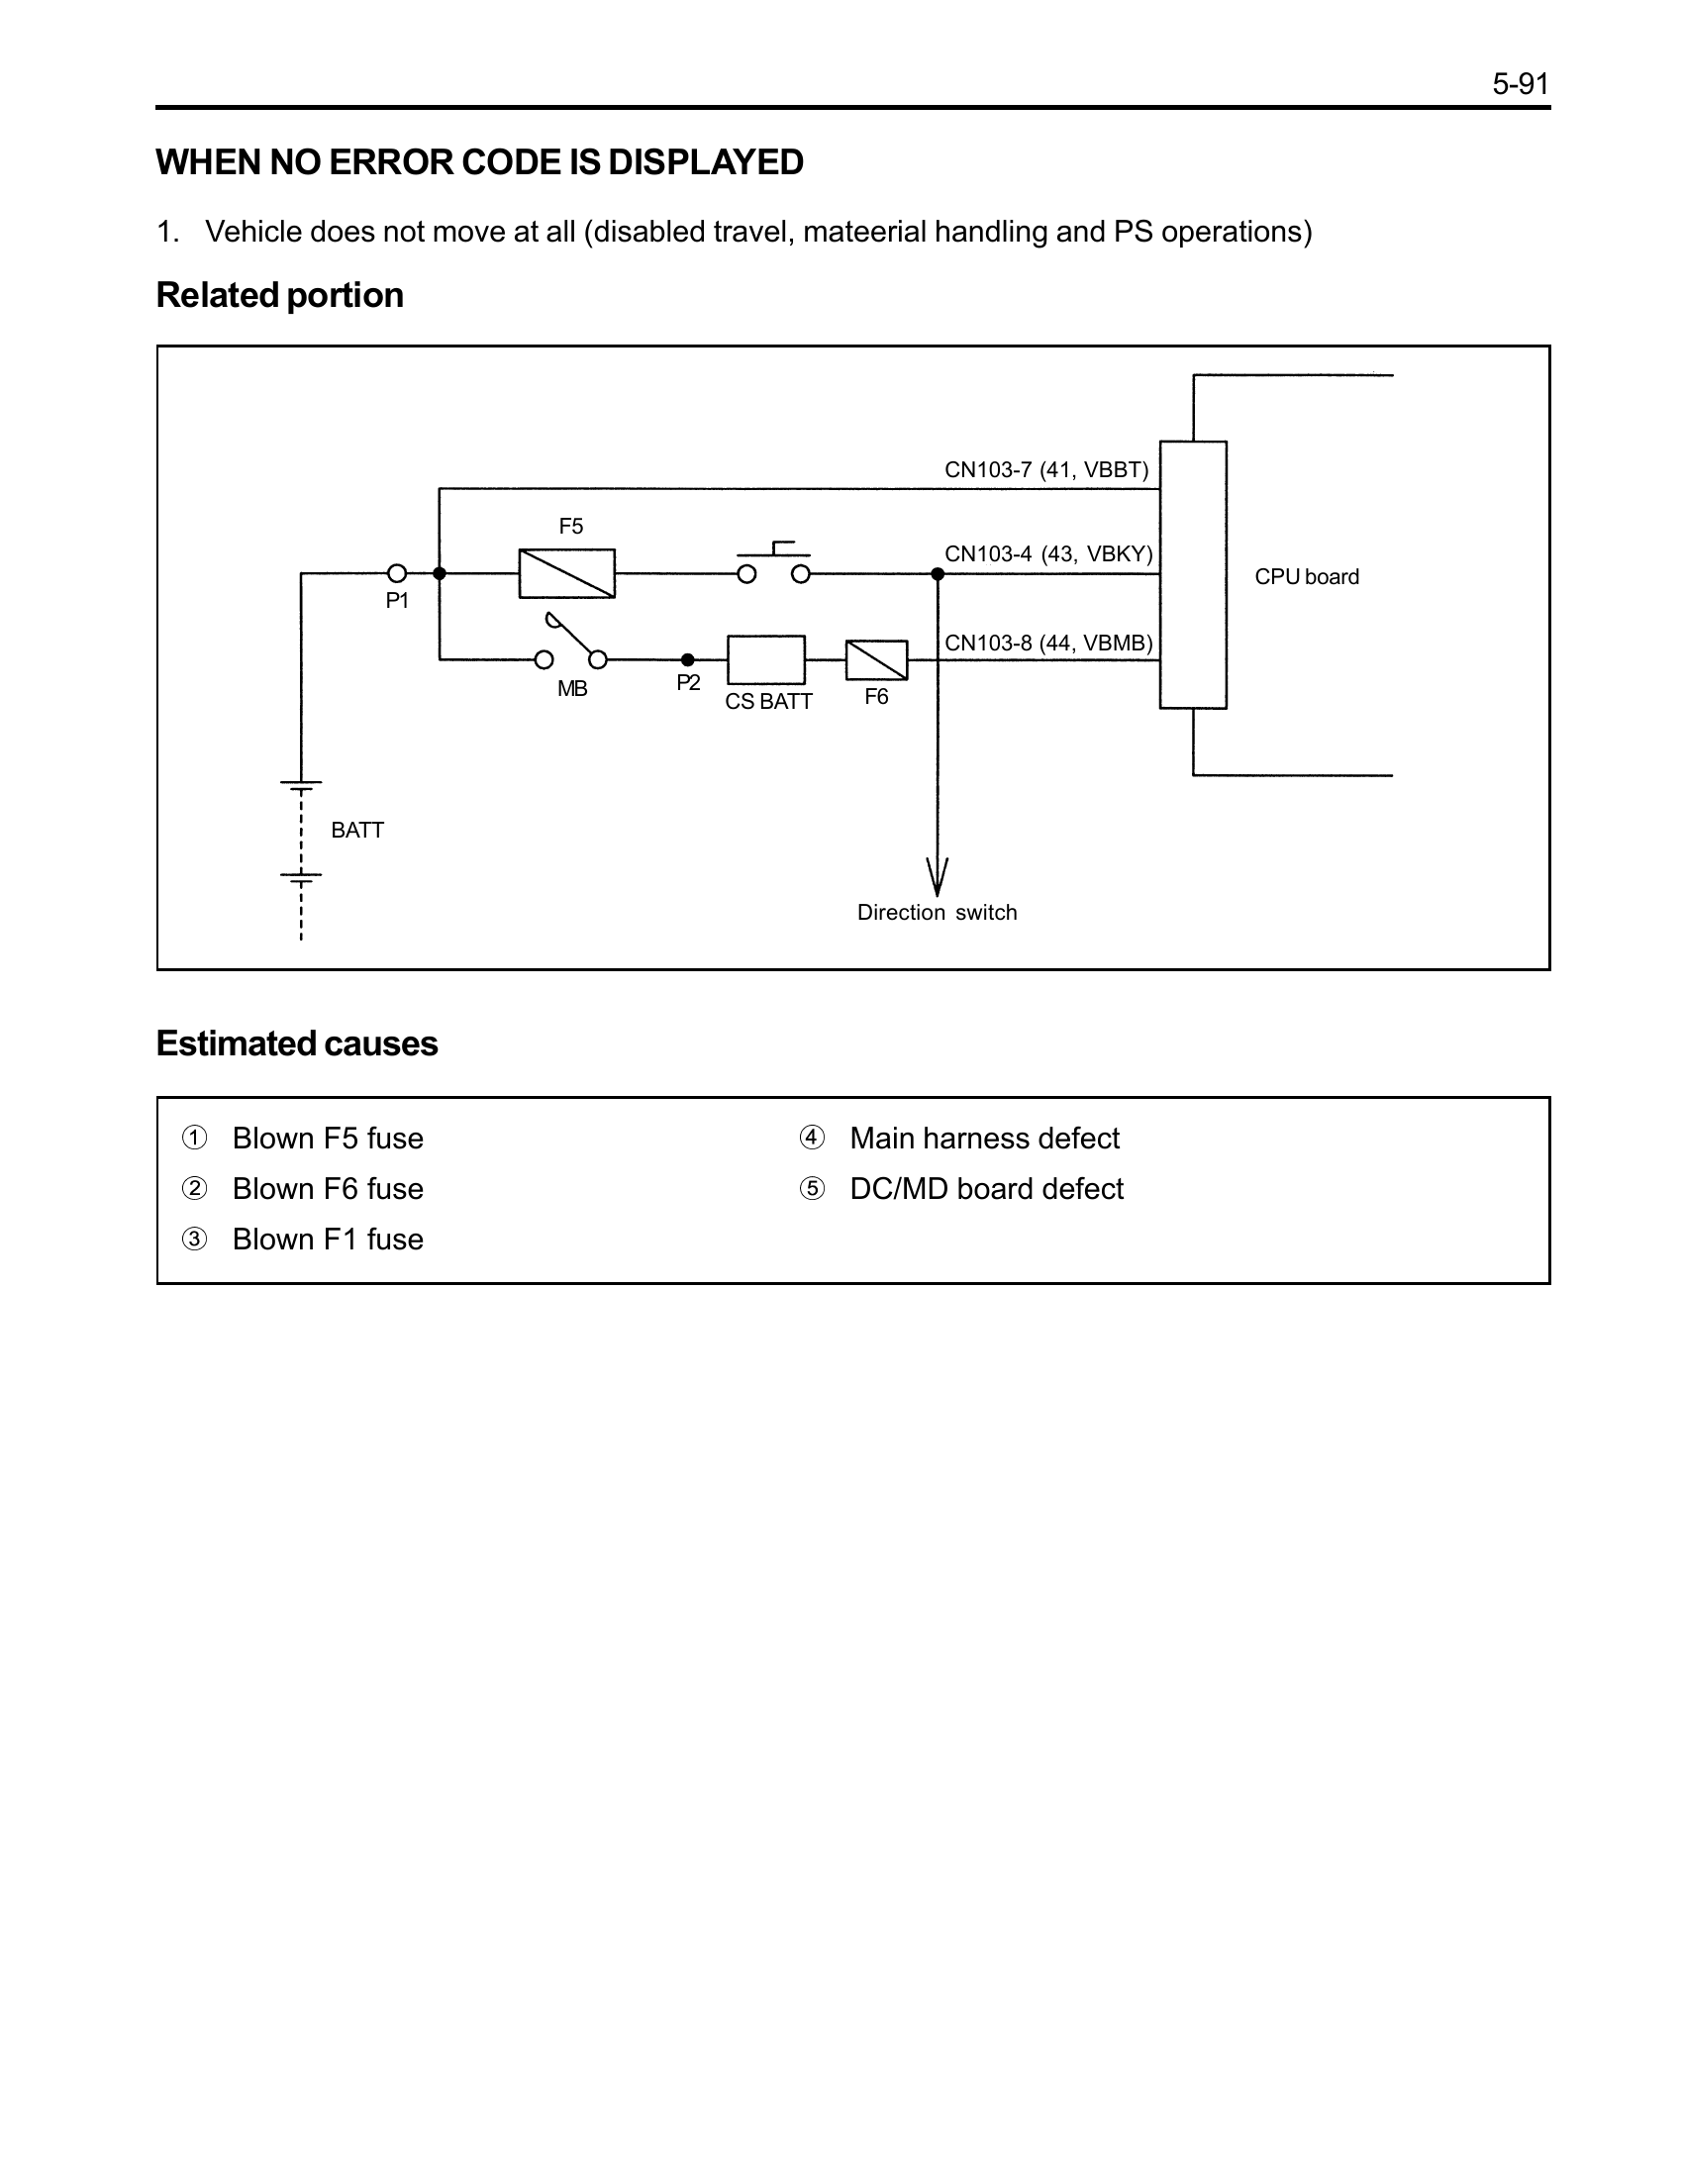 5-91
WHEN NO ERROR CODE IS DISPLAYED
1. Vehicle does not move at all (disabled travel, mateerial handling and PS operations)
Related portion
CN103-7 (41, VBBT)
F5
CN103-4 (43, VBKY)
CPU board
P1
CN103-8 (44, VBMB)
MB
P2
CS BATT
F6
BATT
Direction switch
Estimated causes
① Blown F5 fuse
② Blown F6 fuse
③ Blown F1 fuse
④ Main harness defect
⑤ DC/MD board defect